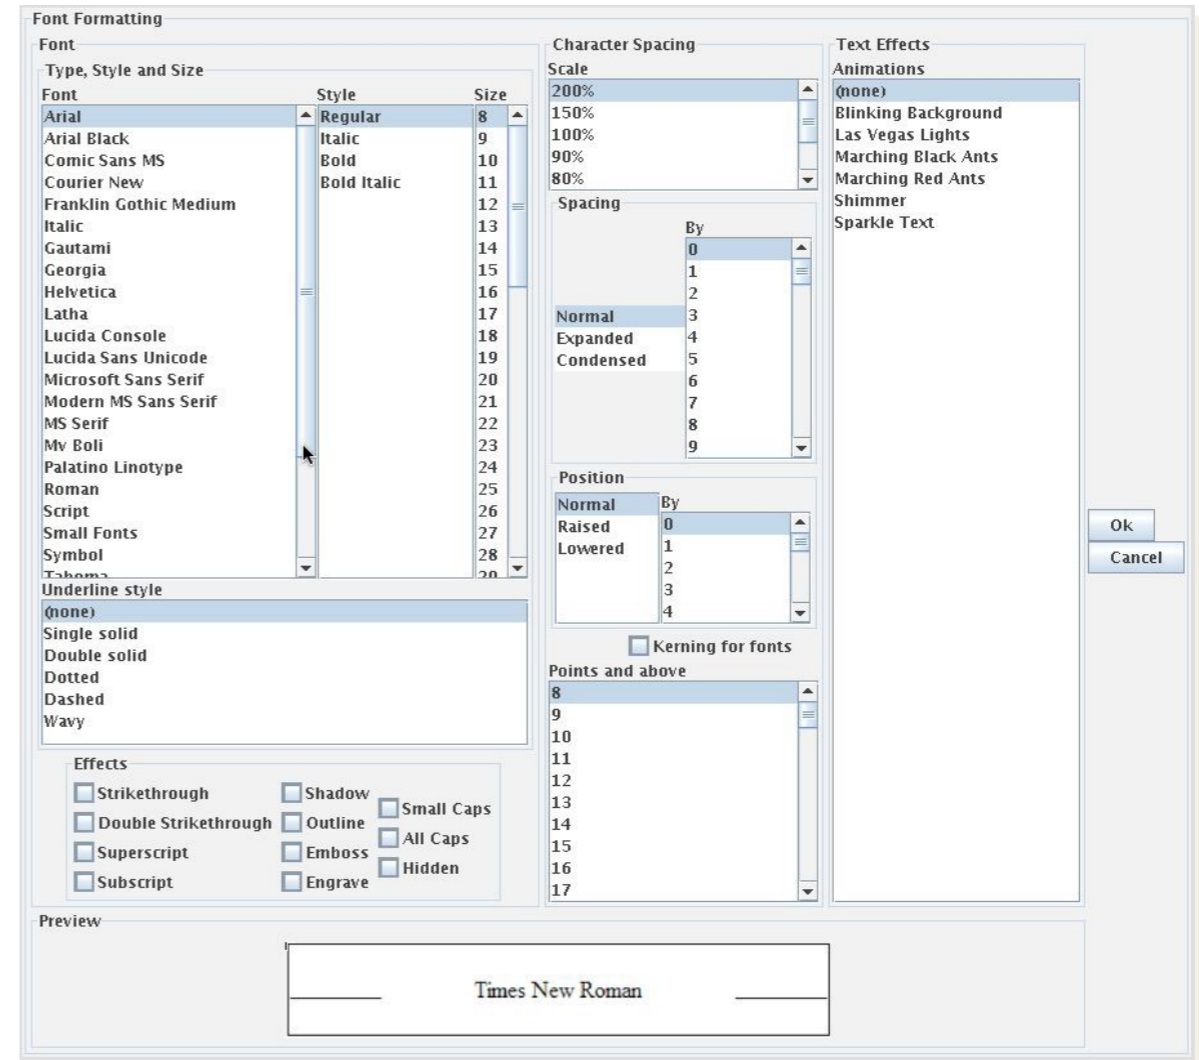 Font Formatting
Font
Type, Style and Size
Font Style Size
Arial
Arial Black
Comic Sans MS
Courier New
Franklin Gothic Medium
Italic
Gautami
Georgia
Helvetica
Latha
Lucida Console
Lucida Sans Unicode
Microsoft Sans Serif
Modern MS Sans Serif
MS Serif
Mv Boli
Palatino Linotype
Roman
Script
Small Fonts
Symbol
Tahoma
Regular
Italic
Bold
Bold Italic
8
9
10
11
12
13
14
15
16
17
18
19
20
21
22
23
24
25
26
27
28
29
Underline style
(none)
Single solid
Double solid
Dotted
Dashed
Wavy
Effects
Strikethrough
Double Strikethrough
Superscript
Subscript
Shadow
Outline
Emboss
Engrave
Small Caps
All Caps
Hidden
Character Spacing
Scale
200%
150%
100%
90%
80%
Spacing
Normal
Expanded
Condensed
By
0
1
2
3
4
5
6
7
8
9
Position
Normal
Raised
Lowered
By
0
1
2
3
4
Kerning for fonts
Points and above
8
9
10
11
12
13
14
15
16
17
Text Effects
Animations
(none)
Blinking Background
Las Vegas Lights
Marching Black Ants
Marching Red Ants
Shimmer
Sparkle Text
Ok
Cancel
Preview
Times New Roman